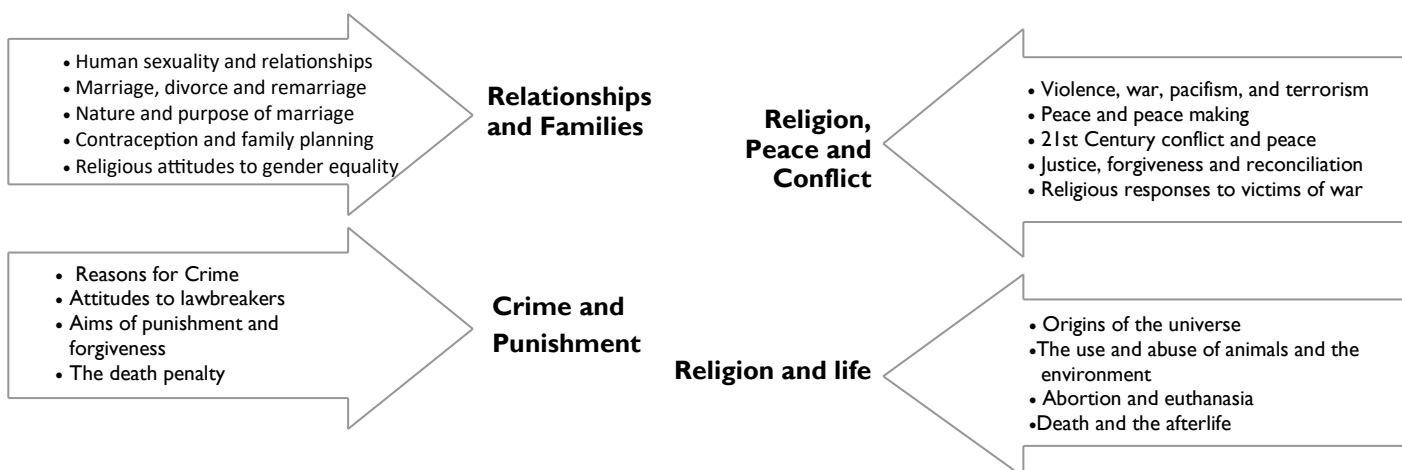 • Human sexuality and relationships
• Marriage, divorce and remarriage
• Nature and purpose of marriage
• Contraception and family planning
• Religious attitudes to gender equality
Relationships
and Families
Religion,
Peace and
Conflict
• Violence, war, pacifism, and terrorism
• Peace and peace making
• 21st Century conflict and peace
• Justice, forgiveness and reconciliation
• Religious responses to victims of war
• Reasons for Crime
• Attitudes to lawbreakers
• Aims of punishment and
forgiveness
• The death penalty
Crime and
Punishment
Religion and life
• Origins of the universe
•The use and abuse of animals and the
environment
• Abortion and euthanasia
•Death and the afterlife